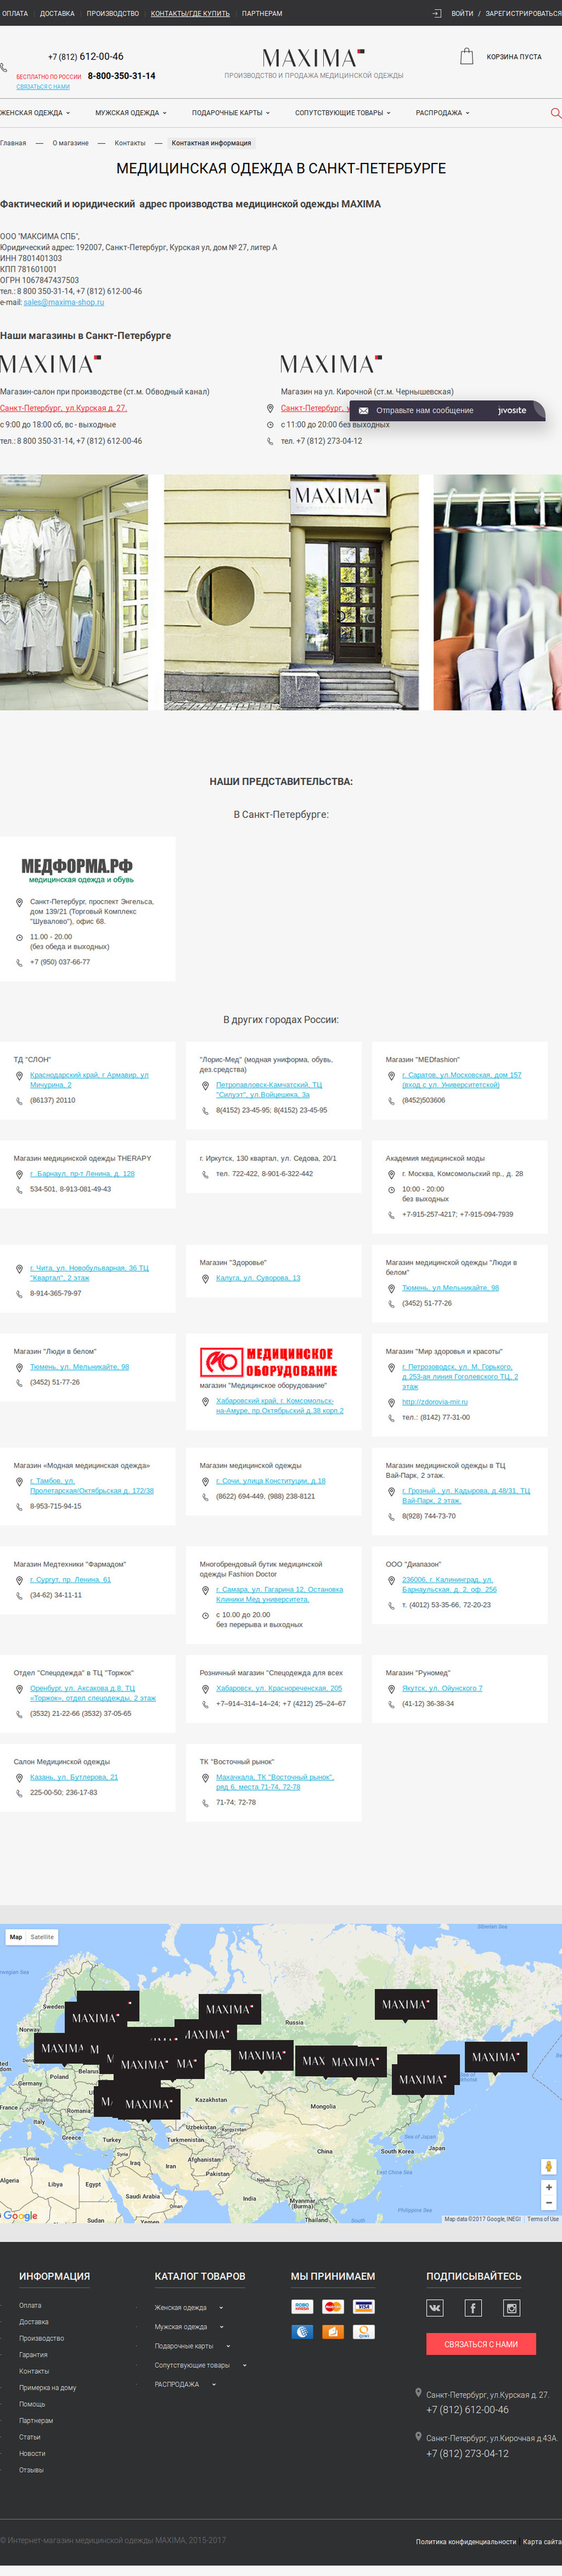 ОПЛАТА ДОСТАВКА ПРОИЗВОДСТВО КОНТАКТЫ/ГДЕ КУПИТЬ ПАРТНЕРАМ ВОЙТИ / ЗАРЕГИСТРИРОВАТЬСЯ
+7 (812) 612-00-46
БЕСПЛАТНО ПО РОССИИ 8-800-350-31-14
СВЯЗАТЬСЯ С НАМИ
MAXIMA
ПРОИЗВОДСТВО И ПРОДАЖА МЕДИЦИНСКОЙ ОДЕЖДЫ
КОРЗИНА ПУСТА
ЖЕНСКАЯ ОДЕЖДА МУЖСКАЯ ОДЕЖДА ПОДАРОЧНЫЕ КАРТЫ СОПУТСТВУЮЩИЕ ТОВАРЫ РАСПРОДАЖА
Главная — О магазине — Контакты — Контактная информация
МЕДИЦИНСКАЯ ОДЕЖДА В САНКТ-ПЕТЕРБУРГЕ
Фактический и юридический адрес производства медицинской одежды MAXIMA
ООО "МАКСИМА СПБ",
Юридический адрес: 192007, Санкт-Петербург, Курская ул, дом № 27, литер А
ИНН 7801401303
КПП 781601001
ОГРН 1067847437503
тел.: 8 800 350-31-14, +7 (812) 612-00-46
e-mail: sales@maxima-shop.ru
Наши магазины в Санкт-Петербурге
MAXIMA
Магазин-салон при производстве (ст.м. Обводный канал)
Санкт-Петербург, ул.Курская д. 27.
с 9:00 до 18:00 сб, вс - выходные
тел.: 8 800 350-31-14, +7 (812) 612-00-46
MAXIMA
Магазин на ул. Кирочной (ст.м. Чернышевская)
Санкт-Петербург,
с 11:00 до 20:00 без выходных
тел. +7 (812) 273-04-12
Отправьте нам сообщение jivosite
MAXIMA
НАШИ ПРЕДСТАВИТЕЛЬСТВА:
В Санкт-Петербурге:
МЕДФОРМА.РФ
медицинская одежда и обувь
Санкт-Петербург, проспект Энгельса,
дом 139/21 (Торговый Комплекс
"Шувалово"), офис 68.
11.00 - 20.00
(без обеда и выходных)
+7 (950) 037-66-77
В других городах России:
ТД "СЛОН"
Краснодарский край, г Армавир, ул
Мичурина, 2
(86137) 20110
"Лорис-Мед" (модная униформа, обувь,
дез.средства)
Петропавловск-Камчатский, ТЦ
"Силуэт", ул.Войцешека, 3а
8(4152) 23-45-95; 8(4152) 23-45-95
Магазин "MEDfashion"
г. Саратов, ул.Московская, дом 157
(вход с ул. Университетской)
(8452)503606
Магазин медицинской одежды THERAPY
г. Барнаул, пр-т Ленина, д. 128
534-501, 8-913-081-49-43
г. Иркутск, 130 квартал, ул. Седова, 20/1
тел. 722-422, 8-901-6-322-442
Академия медицинской моды
г. Москва, Комсомольский пр., д. 28
10:00 - 20:00
без выходных
+7-915-257-4217; +7-915-094-7939
г. Чита, ул. Новобульварная, 36 ТЦ
"Квартал", 2 этаж
8-914-365-79-97
Магазин "Здоровье"
Калуга, ул. Суворова, 13
Магазин медицинской одежды "Люди в
белом"
Тюмень, ул.Мельникайте, 98
(3452) 51-77-26
Магазин "Люди в белом"
Тюмень, ул. Мельникайте, 98
(3452) 51-77-26
МЕДИЦИНСКОЕ
ОБОРУДОВАНИЕ
магазин "Медицинское оборудование"
Хабаровский край, г. Комсомольск-
на-Амуре, пр.Октябрьский д.38 корп.2
Магазин "Мир здоровья и красоты"
г. Петрозоводск, ул. М. Горького,
д.253-ая линия Гоголевского ТЦ, 2
этаж
http://zdorovia-mir.ru
тел.: (8142) 77-31-00
Магазин «Модная медицинская одежда»
г. Тамбов, ул.
Пролетарская/Октябрьская д. 172/38
8-953-715-94-15
Магазин медицинской одежды
г. Сочи, улица Конституции, д.18
(8622) 694-449, (988) 238-8121
Магазин медицинской одежды в ТЦ
Вай-Парк, 2 этаж.
г. Грозный , ул. Кадырова, д.48/31, ТЦ
Вай-Парк, 2 этаж.
8(928) 744-73-70
Магазин Медтехники "Фармадом"
г. Сургут, пр. Ленина, 61
(34-62) 34-11-11
Многобрендовый бутик медицинской
одежды Fashion Doctor
г. Самара, ул. Гагарина 12, Остановка
Клиники Мед университета.
с 10.00 до 20.00
без перерыва и выходных
ООО "Диапазон"
236006, г. Калининград, ул.
Барнаульская, д. 2, оф. 256
т. (4012) 53-35-66, 72-20-23
Отдел "Спецодежда" в ТЦ "Торжок"
Оренбург, ул. Аксакова д.8, ТЦ
«Торжок», отдел спецодежды, 2 этаж
(3532) 21-22-66 (3532) 37-05-65
Розничный магазин "Спецодежда для всех
Хабаровск, ул. Краснореченская, 205
+7–914–314–14–24; +7 (4212) 25–24–67
Магазин "Руномед"
Якутск, ул. Ойунского 7
(41-12) 36-38-34
Салон Медицинской одежды
Казань, ул. Бутлерова, 21
225-00-50; 236-17-83
ТК "Восточный рынок"
Махачкала, ТК "Восточный рынок",
ряд 6, места 71-74, 72-78
71-74; 72-78
Map Satellite
Siberian Sea
wegian Sea
Sweden
Norway
Russia
MAXIMA
MAXIMA
MAXIMA
MAXIMA
MAXIMA
MAXIMA
MAXIMA
MAXIMA
MAXIMA
MAXIMA
MAXIMA
Germany
Poland
Belarus
France
Romania
Italy
Greece
Turkey
Syria
Iraq
Iran
Tunisia
Algeria
Libya
Egypt
Saudi Arabia
Sudan
Yemen
Kazakhstan
Uzbekistan
Turkmenistan
Kyrgyzstan
Afghanistan
Pakistan
India
Mongolia
China
Myanmar
(Burma)
Thailand
South Korea
Japan
Sea of Japan
East China Sea
Philippine Sea
Google
Map data ©2017 Google, INEGI Terms of Use
ИНФОРМАЦИЯ
Оплата
Доставка
Производство
Гарантия
Контакты
Примерка на дому
Помощь
Партнерам
Статьи
Новости
Отзывы
КАТАЛОГ ТОВАРОВ
Женская одежда
Мужская одежда
Подарочные карты
Сопутствующие товары
РАСПРОДАЖА
МЫ ПРИНИМАЕМ
ROBO
MasterCard
VISA
QIWI
ПОДПИСЫВАЙТЕСЬ
СВЯЗАТЬСЯ С НАМИ
Санкт-Петербург, ул.Курская д. 27.
+7 (812) 612-00-46
Санкт-Петербург, ул.Кирочная д.43А.
+7 (812) 273-04-12
© Интернет-магазин медицинской одежды MAXIMA, 2015-2017
Политика конфиденциальности Карта сайта